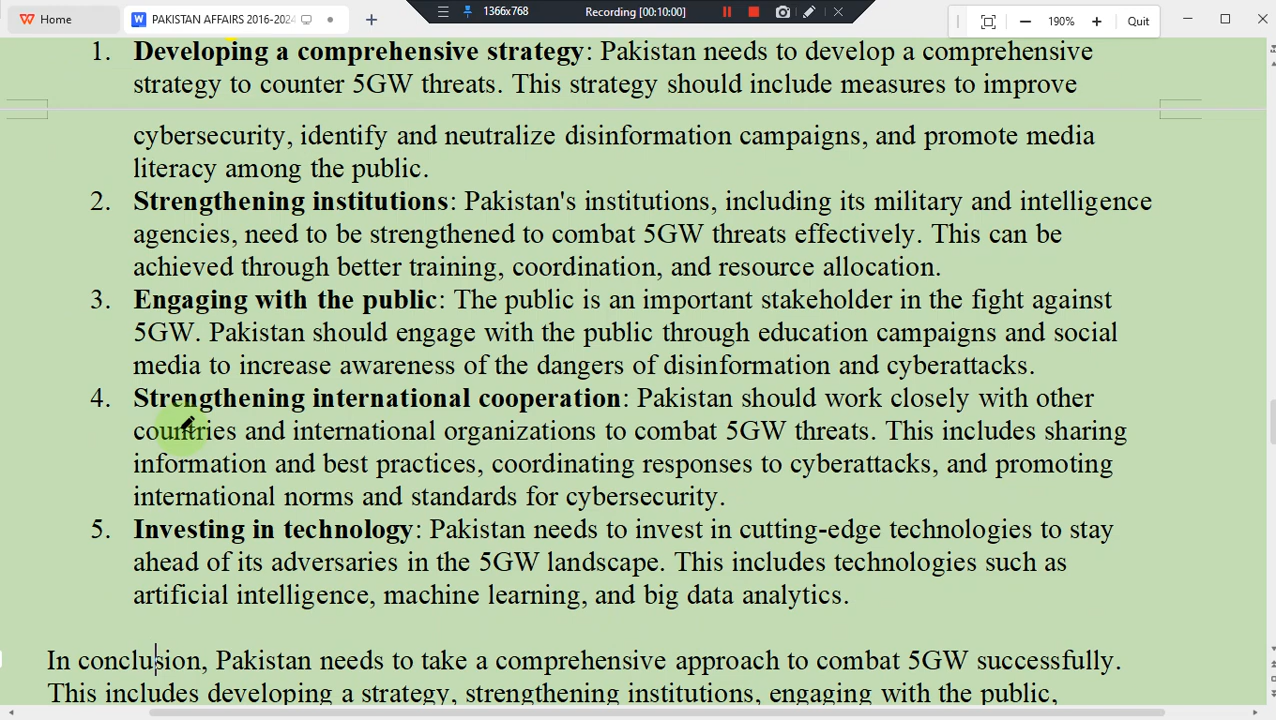 Home
PAKISTAN AFFAIRS 2016-2024
1366x768
Recording [00:10:00]
190%
Quit
1. Developing a comprehensive strategy: Pakistan needs to develop a comprehensive
strategy to counter 5GW threats. This strategy should include measures to improve
cybersecurity, identify and neutralize disinformation campaigns, and promote media
literacy among the public.
2. Strengthening institutions: Pakistan's institutions, including its military and intelligence
agencies, need to be strengthened to combat 5GW threats effectively. This can be
achieved through better training, coordination, and resource allocation.
3. Engaging with the public: The public is an important stakeholder in the fight against
5GW. Pakistan should engage with the public through education campaigns and social
media to increase awareness of the dangers of disinformation and cyberattacks.
4. Strengthening international cooperation: Pakistan should work closely with other
countries and international organizations to combat 5GW threats. This includes sharing
information and best practices, coordinating responses to cyberattacks, and promoting
international norms and standards for cybersecurity.
5. Investing in technology: Pakistan needs to invest in cutting-edge technologies to stay
ahead of its adversaries in the 5GW landscape. This includes technologies such as
artificial intelligence, machine learning, and big data analytics.
In conclusion, Pakistan needs to take a comprehensive approach to combat 5GW successfully.
This includes developing a strategy, strengthening institutions, engaging with the public,